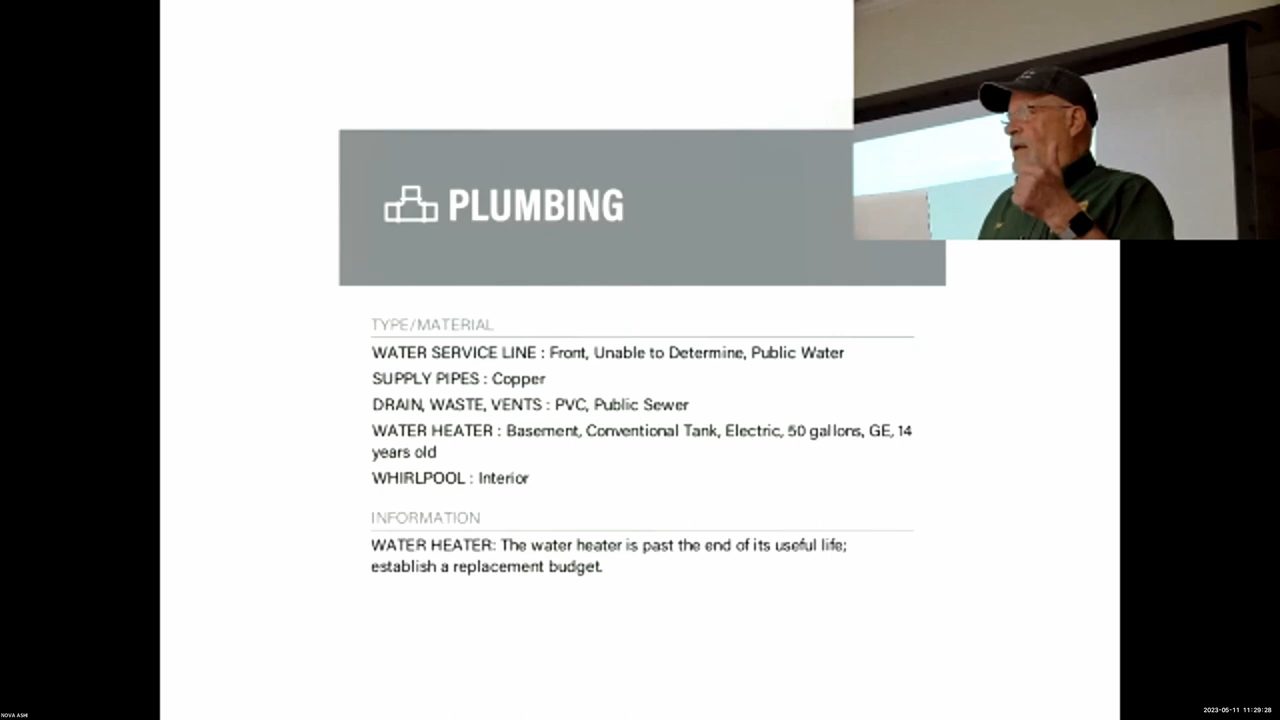 PLUMBING
TYPE/MATERIAL
WATER SERVICE LINE : Front, Unable to Determine, Public Water
SUPPLY PIPES : Copper
DRAIN, WASTE, VENTS : PVC, Public Sewer
WATER HEATER : Basement, Conventional Tank, Electric, 50 gallons, GE, 14
years old
WHIRLPOOL : Interior
INFORMATION
WATER HEATER: The water heater is past the end of its useful life;
establish a replacement budget.
NOVA ASHI
2023-05-11 11:29:28